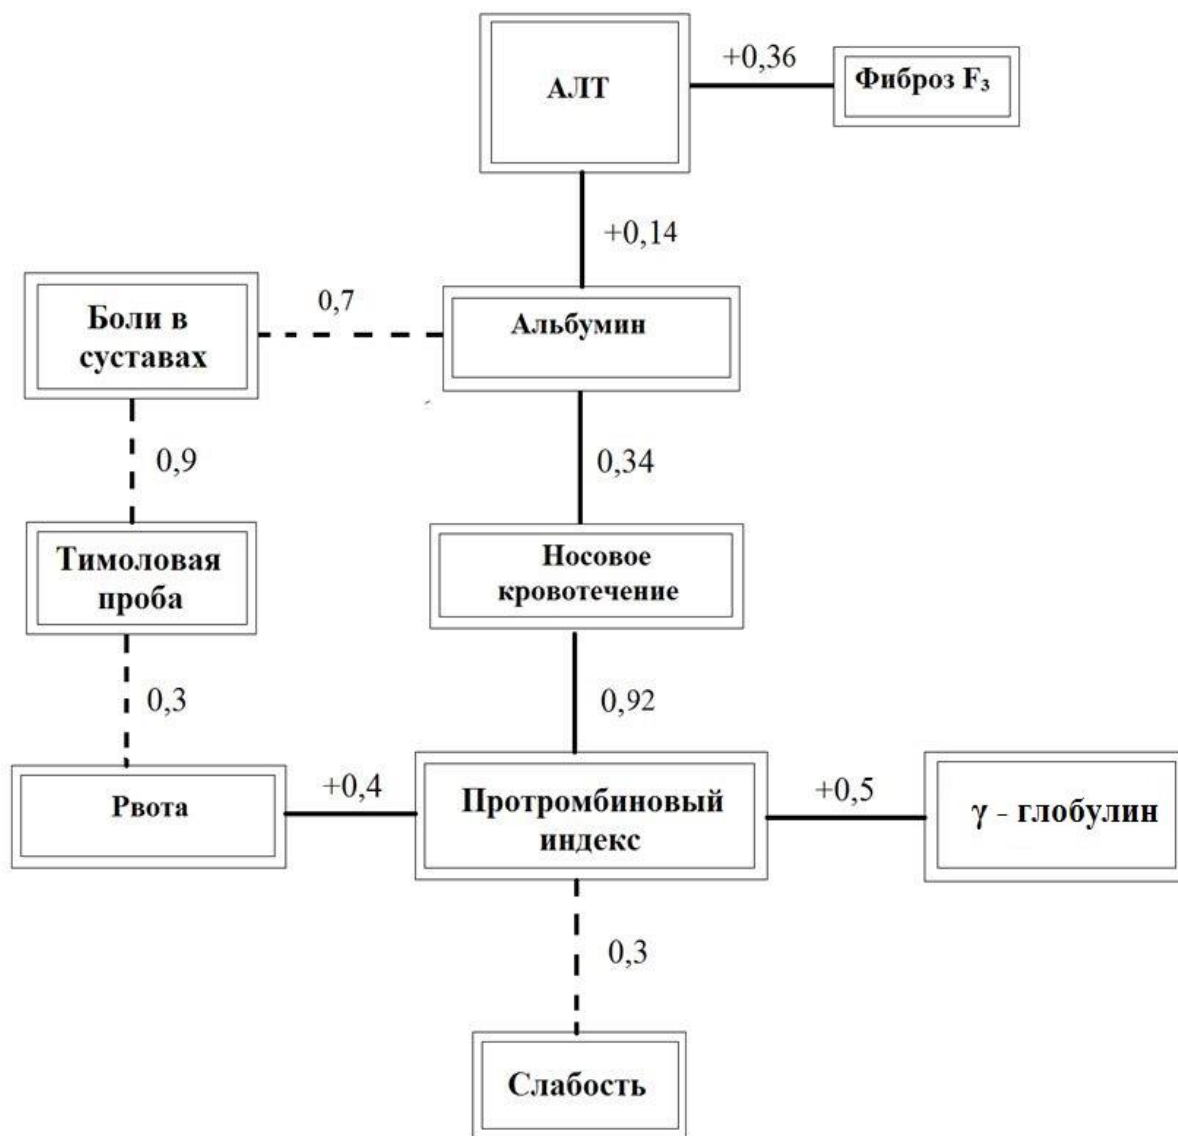 +0,36
АЛТ
Фиброз F₃
+0,14
0,7
Альбумин
Боли в
суставах
0,9
0,34
Носовое
кровотечение
Тимоловая
проба
0,3
0,92
+0,4
+0,5
Рвота
Протромбиновый
индекс
γ - глобулин
0,3
Слабость